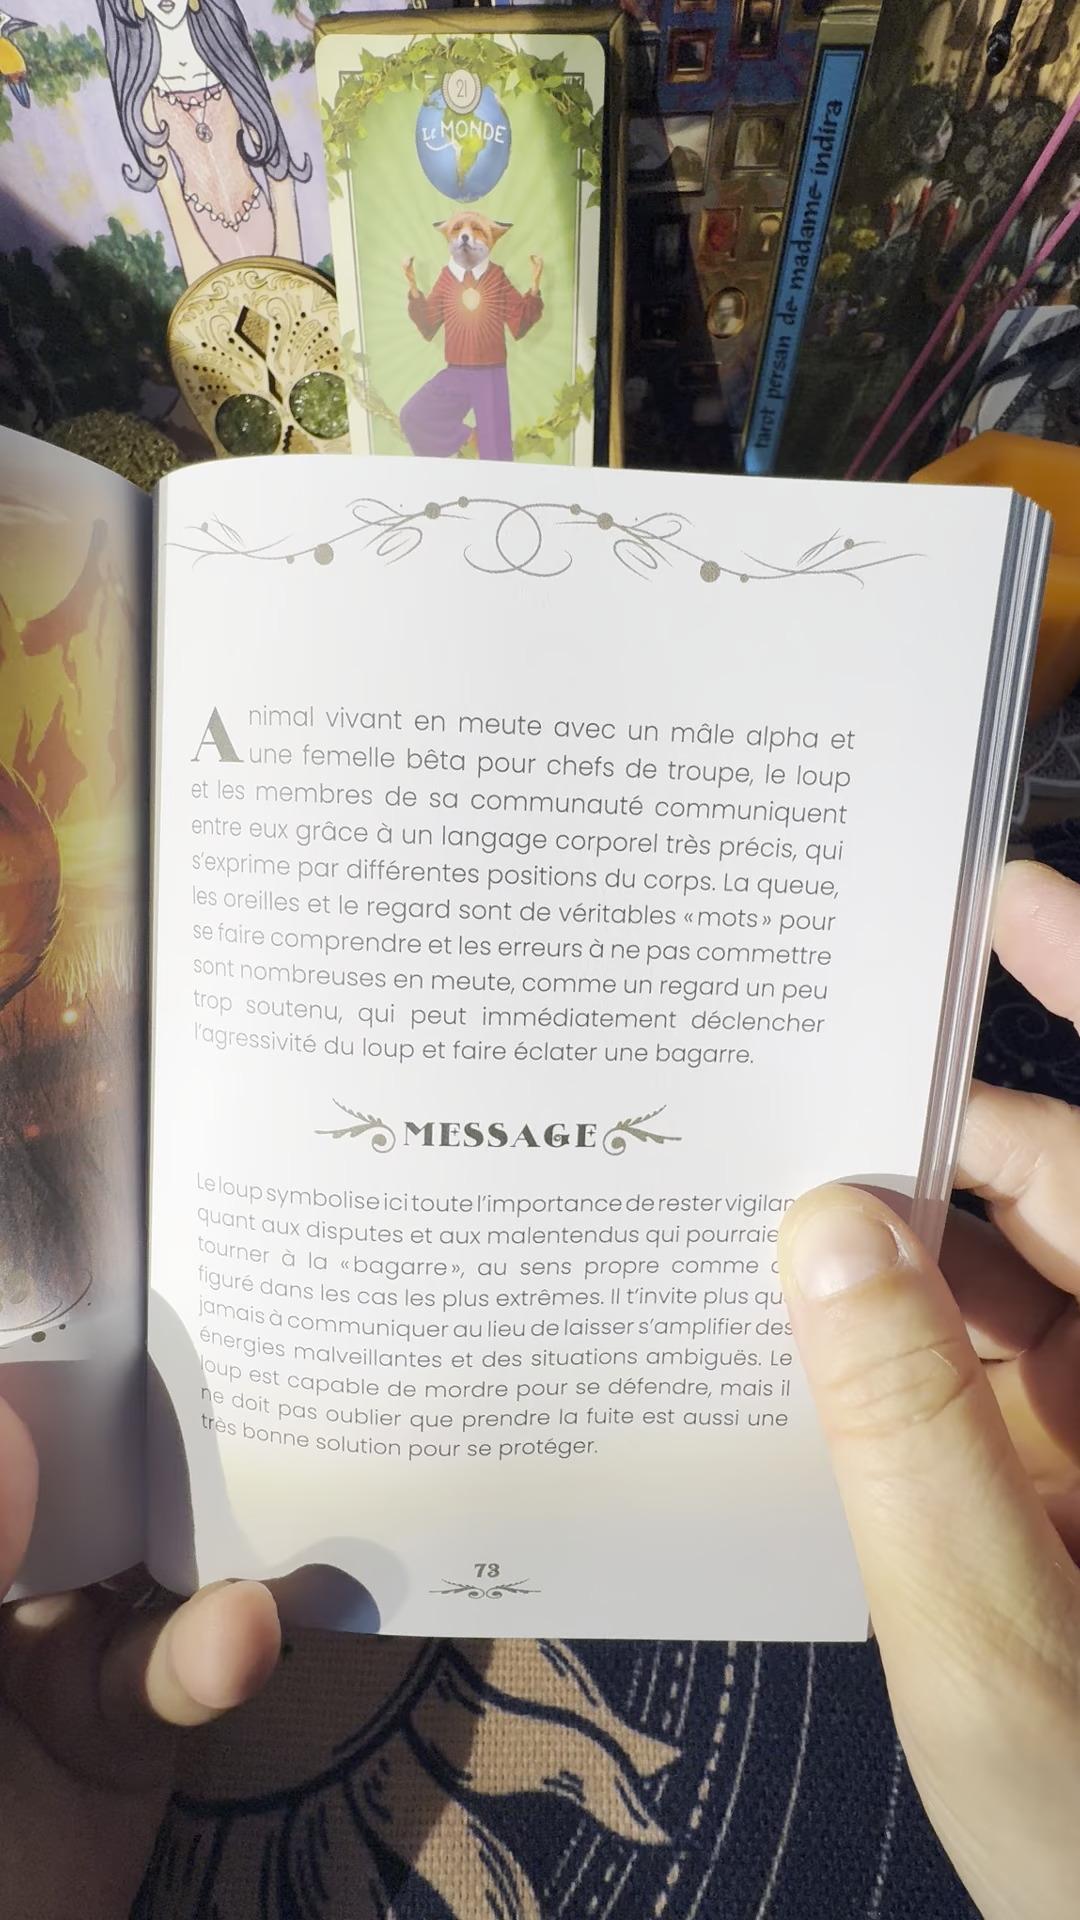 21
Le MONDE
tarot persan de madame indira
Animal vivant en meute avec un mâle alpha et
une femelle bêta pour chefs de troupe, le loup
et les membres de sa communauté communiquent
entre eux grâce à un langage corporel très précis, qui
s'exprime par différentes positions du corps. La queue,
les oreilles et le regard sont de véritables «mots» pour
se faire comprendre et les erreurs à ne pas commettre
sont nombreuses en meute, comme un regard un peu
trop soutenu, qui peut immédiatement déclencher
l'agressivité du loup et faire éclater une bagarre.
MESSAGE
Le loup symbolise ici toute l'importance de rester
quant aux disputes et aux malentendus qui
tourner à la «bagarre», au sens propre comme
figuré dans les cas les plus extrêmes. Il t'invite plus
jamais à communiquer au lieu de laisser s'amplifier des
énergies malveillantes et des situations ambiguës. Le
loup est capable de mordre pour se défendre, mais il
ne doit pas oublier que prendre la fuite est aussi une
très bonne solution pour se protéger.
73